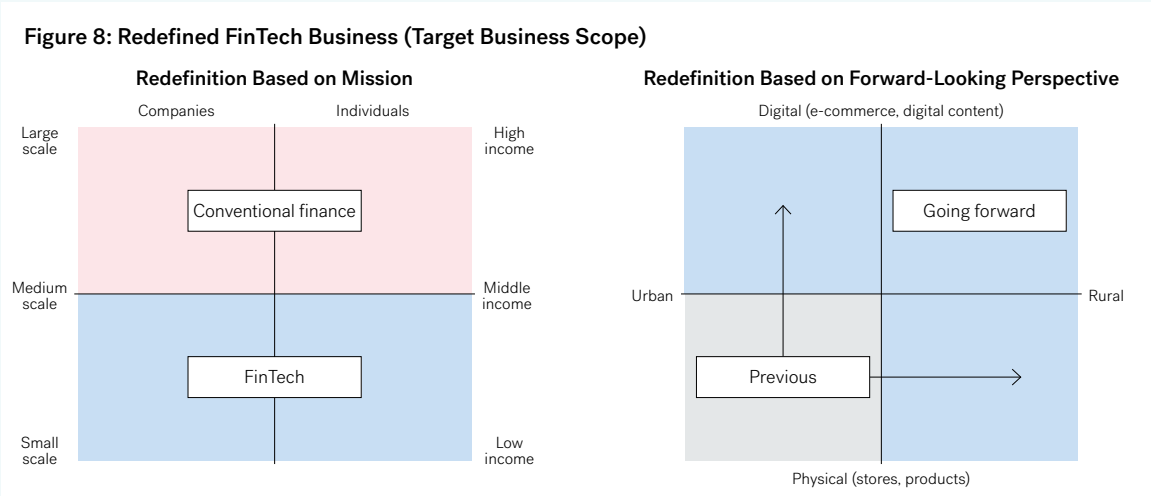 Figure 8: Redefined FinTech Business (Target Business Scope)
Redefinition Based on Mission
Companies
Individuals
Large
scale
High
income
Conventional finance
Medium
scale
Middle
income
FinTech
Small
scale
Low
income
Redefinition Based on Forward-Looking Perspective
Digital (e-commerce, digital content)
Going forward
Urban
Rural
Previous
Physical (stores, products)